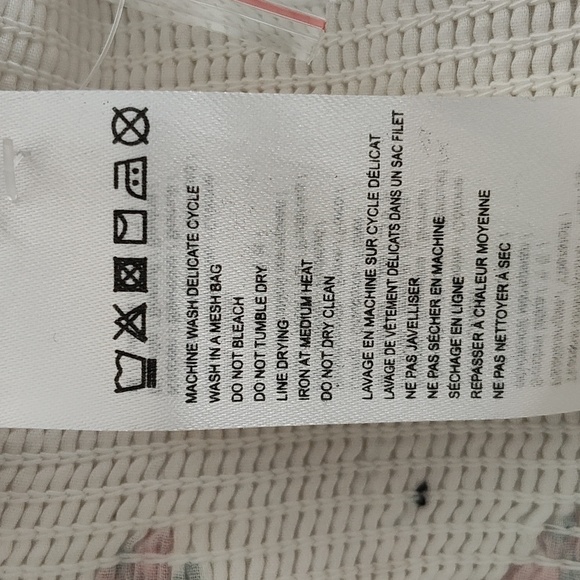 MACHINE WASH DELICATE CYCLE
WASH IN A MESH BAG
DO NOT BLEACH
DO NOT TUMBLE DRY
LINE DRYING
IRON AT MEDIUM HEAT
DO NOT DRY CLEAN
LAVAGE EN MACHINE SUR CYCLE DÉLICAT
LAVAGE DE VÊTEMENT DÉLICATS DANS UN SAC FILET
NE PAS JAVELLISER
NE PAS SÉCHER EN MACHINE
SÉCHAGE EN LIGNE
REPASSER À CHALEUR MOYENNE
NE PAS NETTOYER À SEC